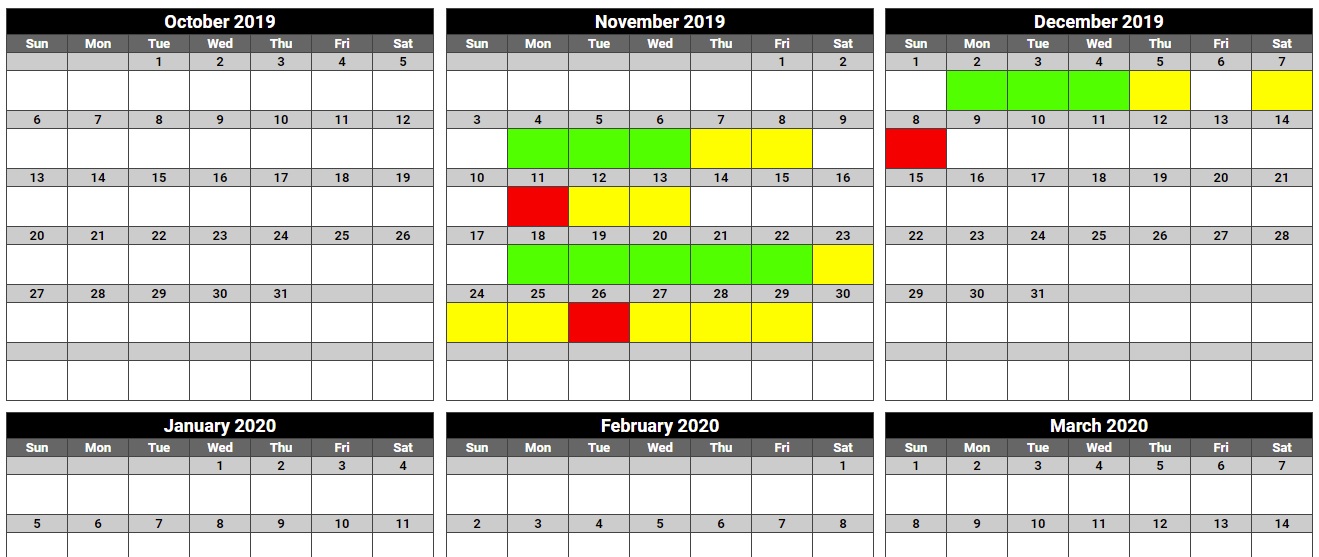 October 2019 November 2019 December 2019
Sun Mon Tue Wed Thu Fri Sat Sun Mon Tue Wed Thu Fri Sat Sun Mon Tue Wed Thu Fri Sat
1 2 3 4 5 1 2 1 2 3 4 5 6 7
6 7 8 9 10 11 12 3 4 5 6 7 8 9 8 9 10 11 12 13 14
13 14 15 16 17 18 19 10 11 12 13 14 15 16 15 16 17 18 19 20 21
20 21 22 23 24 25 26 17 18 19 20 21 22 23 22 23 24 25 26 27 28
27 28 29 30 31 24 25 26 27 28 29 30 29 30 31
January 2020 February 2020 March 2020
Sun Mon Tue Wed Thu Fri Sat Sun Mon Tue Wed Thu Fri Sat Sun Mon Tue Wed Thu Fri Sat
1 2 3 4 1 1 2 3 4 5 6 7
5 6 7 8 9 10 11 2 3 4 5 6 7 8 8 9 10 11 12 13 14